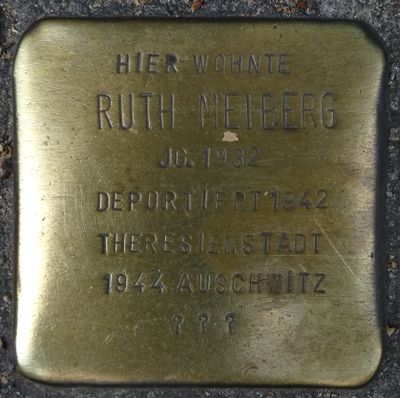 HIER WOHNTE
RUTH MEIBERG
JG. 1932
DEPORTIERT 1942
THERESIENSTADT
1944 AUSCHWITZ
? ? ?